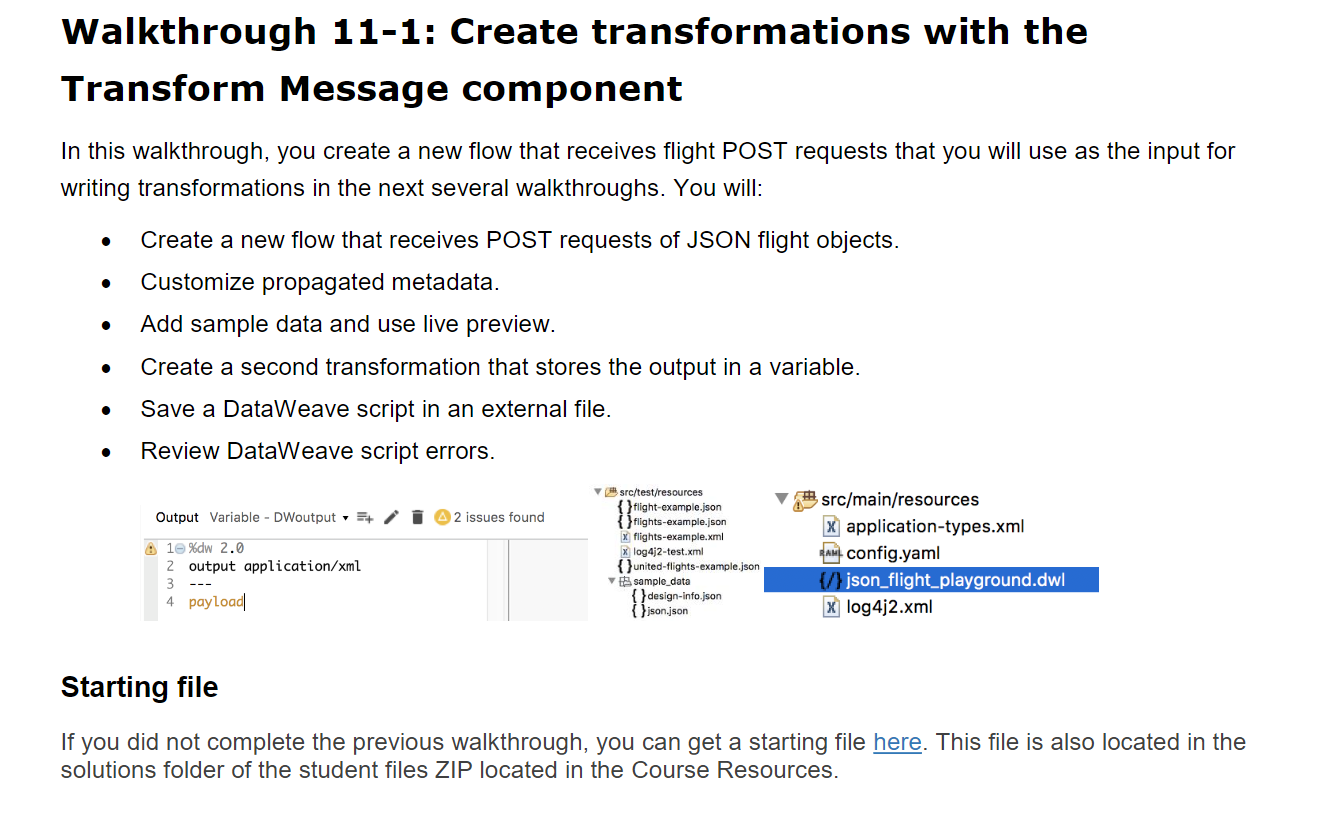 Walkthrough 11-1: Create transformations with the
Transform Message component
In this walkthrough, you create a new flow that receives flight POST requests that you will use as the input for
writing transformations in the next several walkthroughs. You will:
• Create a new flow that receives POST requests of JSON flight objects.
• Customize propagated metadata.
• Add sample data and use live preview.
• Create a second transformation that stores the output in a variable.
• Save a DataWeave script in an external file.
• Review DataWeave script errors.
Output Variable - DWoutput 2 issues found
1 %dw 2.0
2 output application/xml
3 ---
4 payload
src/test/resources
{ }flight-example.json
{ }flights-example.json
X flights-example.xml
X log4j2-test.xml
{ }united-flights-example.json
sample_data
{ }design-info.json
{ }json.json
src/main/resources
X application-types.xml
RAML config.yaml
{/} json_flight_playground.dwl
X log4j2.xml
Starting file
If you did not complete the previous walkthrough, you can get a starting file here. This file is also located in the
solutions folder of the student files ZIP located in the Course Resources.